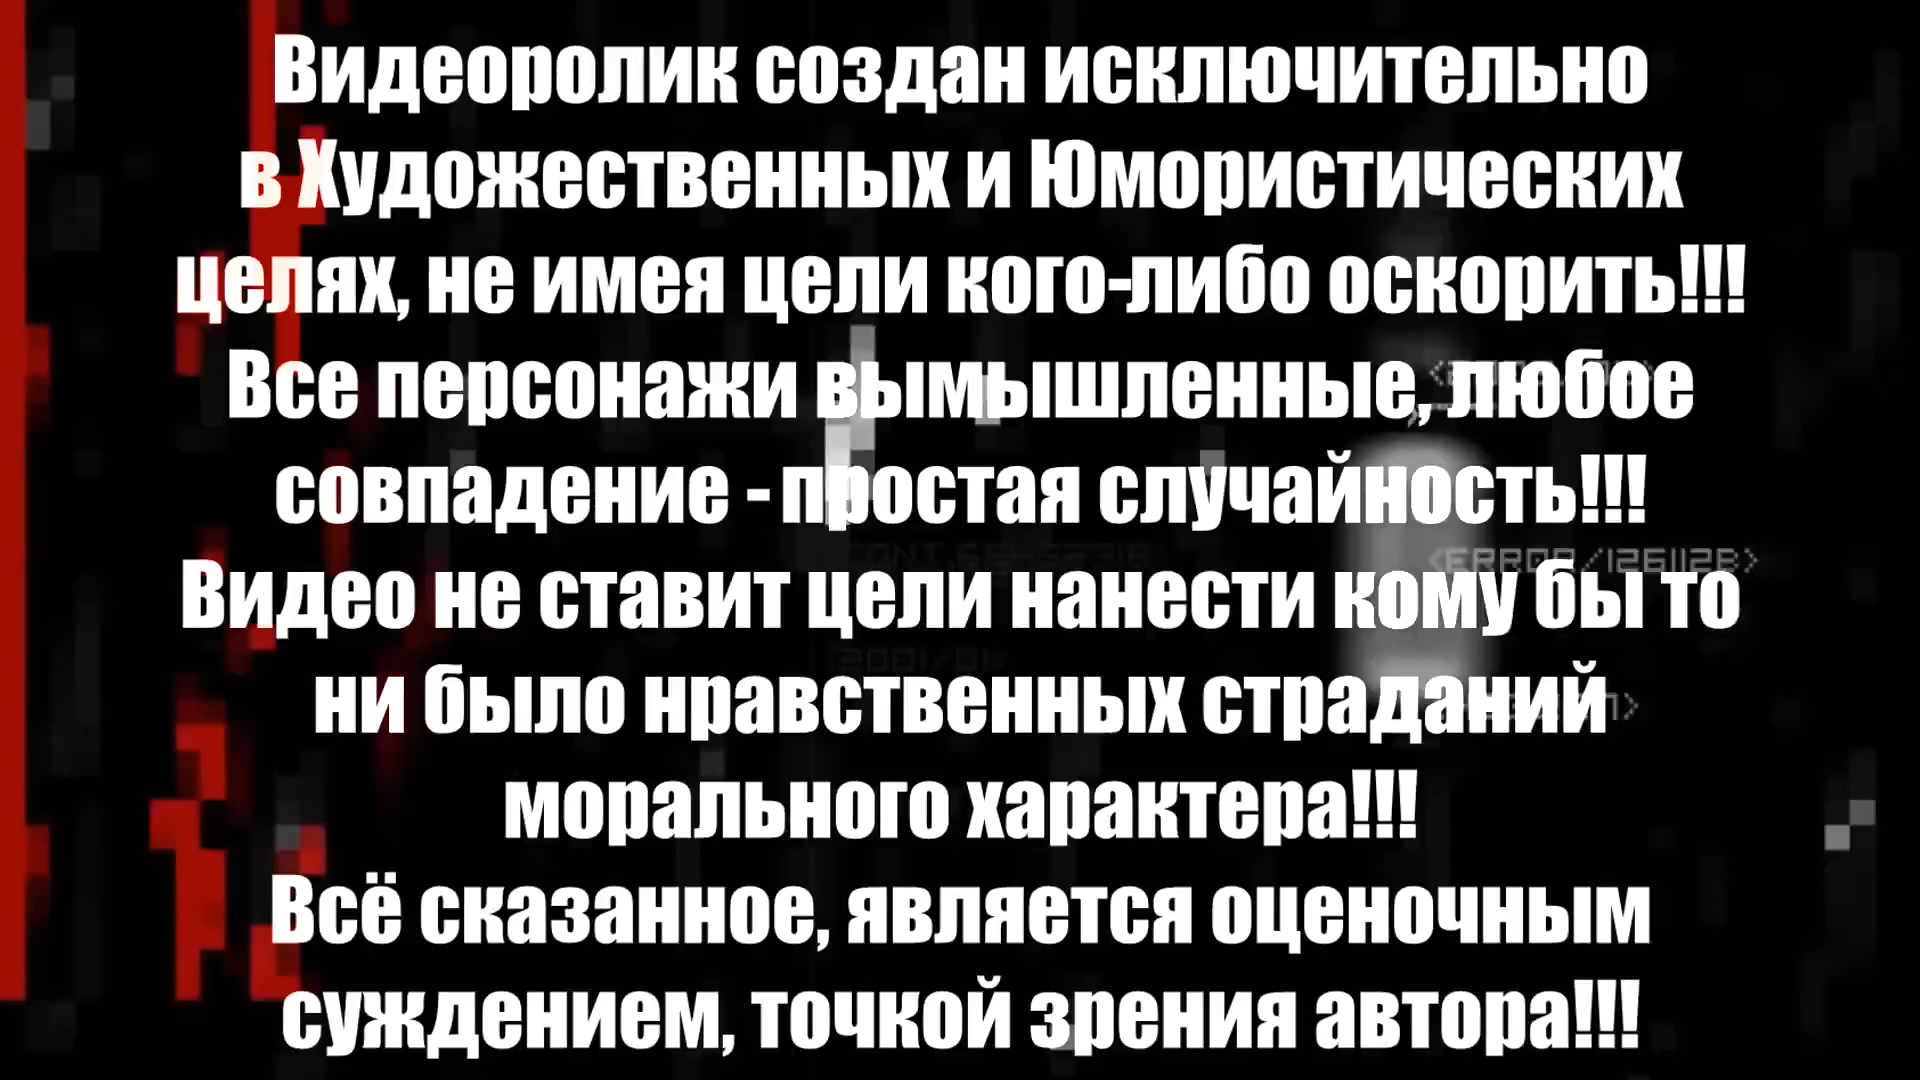 Видеоролик создан исключительно
в Художественных и Юмористических
целях, не имея цели кого-либо оскорить!!!
Все персонажи вымышленные, любое
совпадение - простая случайность!!!
<ERROR/126112B>
Видео не ставит цели нанести кому бы то
ни было нравственных страданий
морального характера!!!
Всё сказанное, является оценочным
суждением, точкой зрения автора!!!